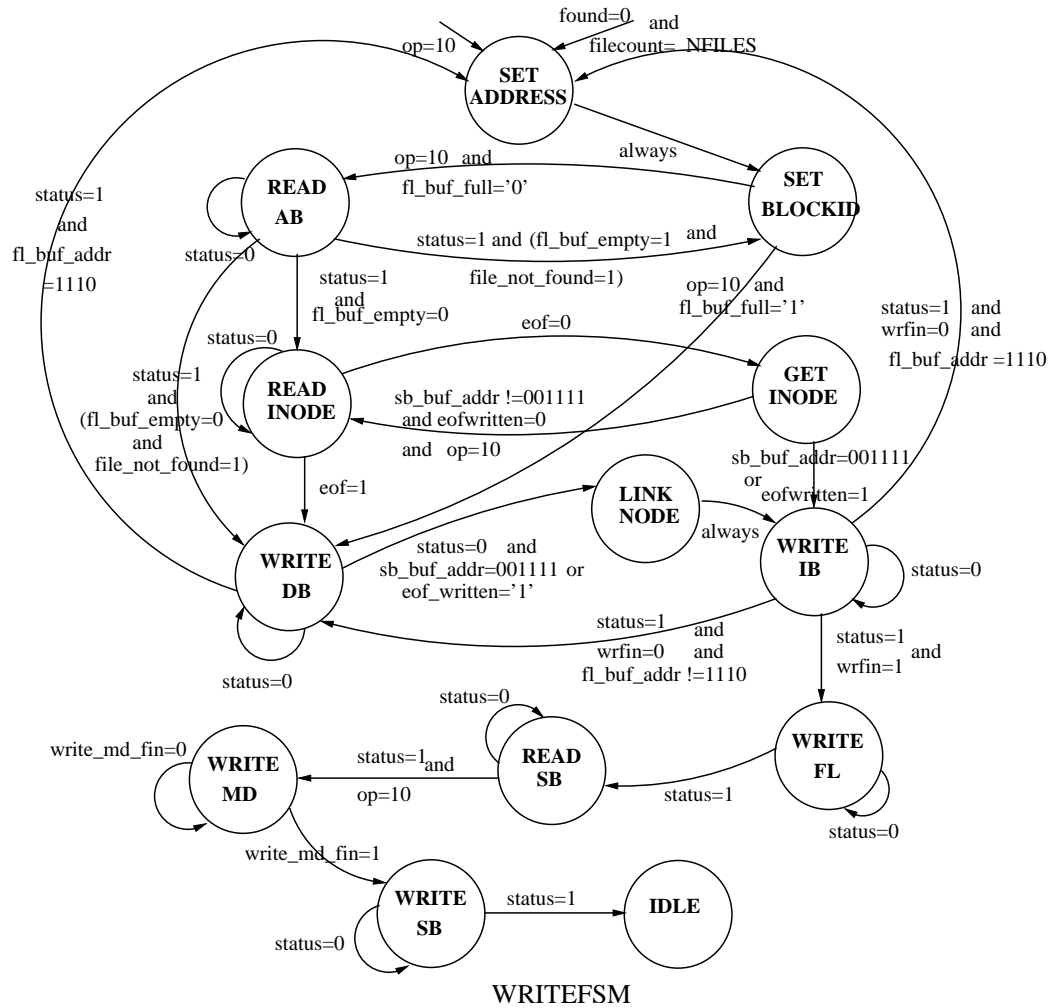 found=0 and
op=10 filecount= NFILES
SET
ADDRESS
always
op=10 and
fl_buf_full='0'
SET
BLOCKID
READ
AB
status=0
status=1
and
fl_buf_addr
=1110
status=1 and (fl_buf_empty=1 and
file_not_found=1)
status=1
and
fl_buf_empty=0
op=10 and
fl_buf_full='1'
status=1
wrfin=0 and and
fl_buf_addr =1110
status=0
eof=0
READ
INODE
GET
INODE
sb_buf_addr !=001111
and eofwritten=0
and op=10
status=1
and
(fl_buf_empty=0
and
file_not_found=1)
eof=1
sb_buf_addr=001111
or
eofwritten=1
LINK
NODE
always
WRITE
DB
status=0 and
sb_buf_addr=001111 or
eof_written='1'
WRITE
IB
status=0
status=0
status=1 and
wrfin=0 and
fl_buf_addr !=1110
status=1
and
wrfin=1
status=0
write_md_fin=0
WRITE
MD
status=1
and
op=10
READ
SB
status=1
WRITE
FL
status=0
write_md_fin=1
WRITE
SB
status=0
status=1
IDLE
WRITEFSM